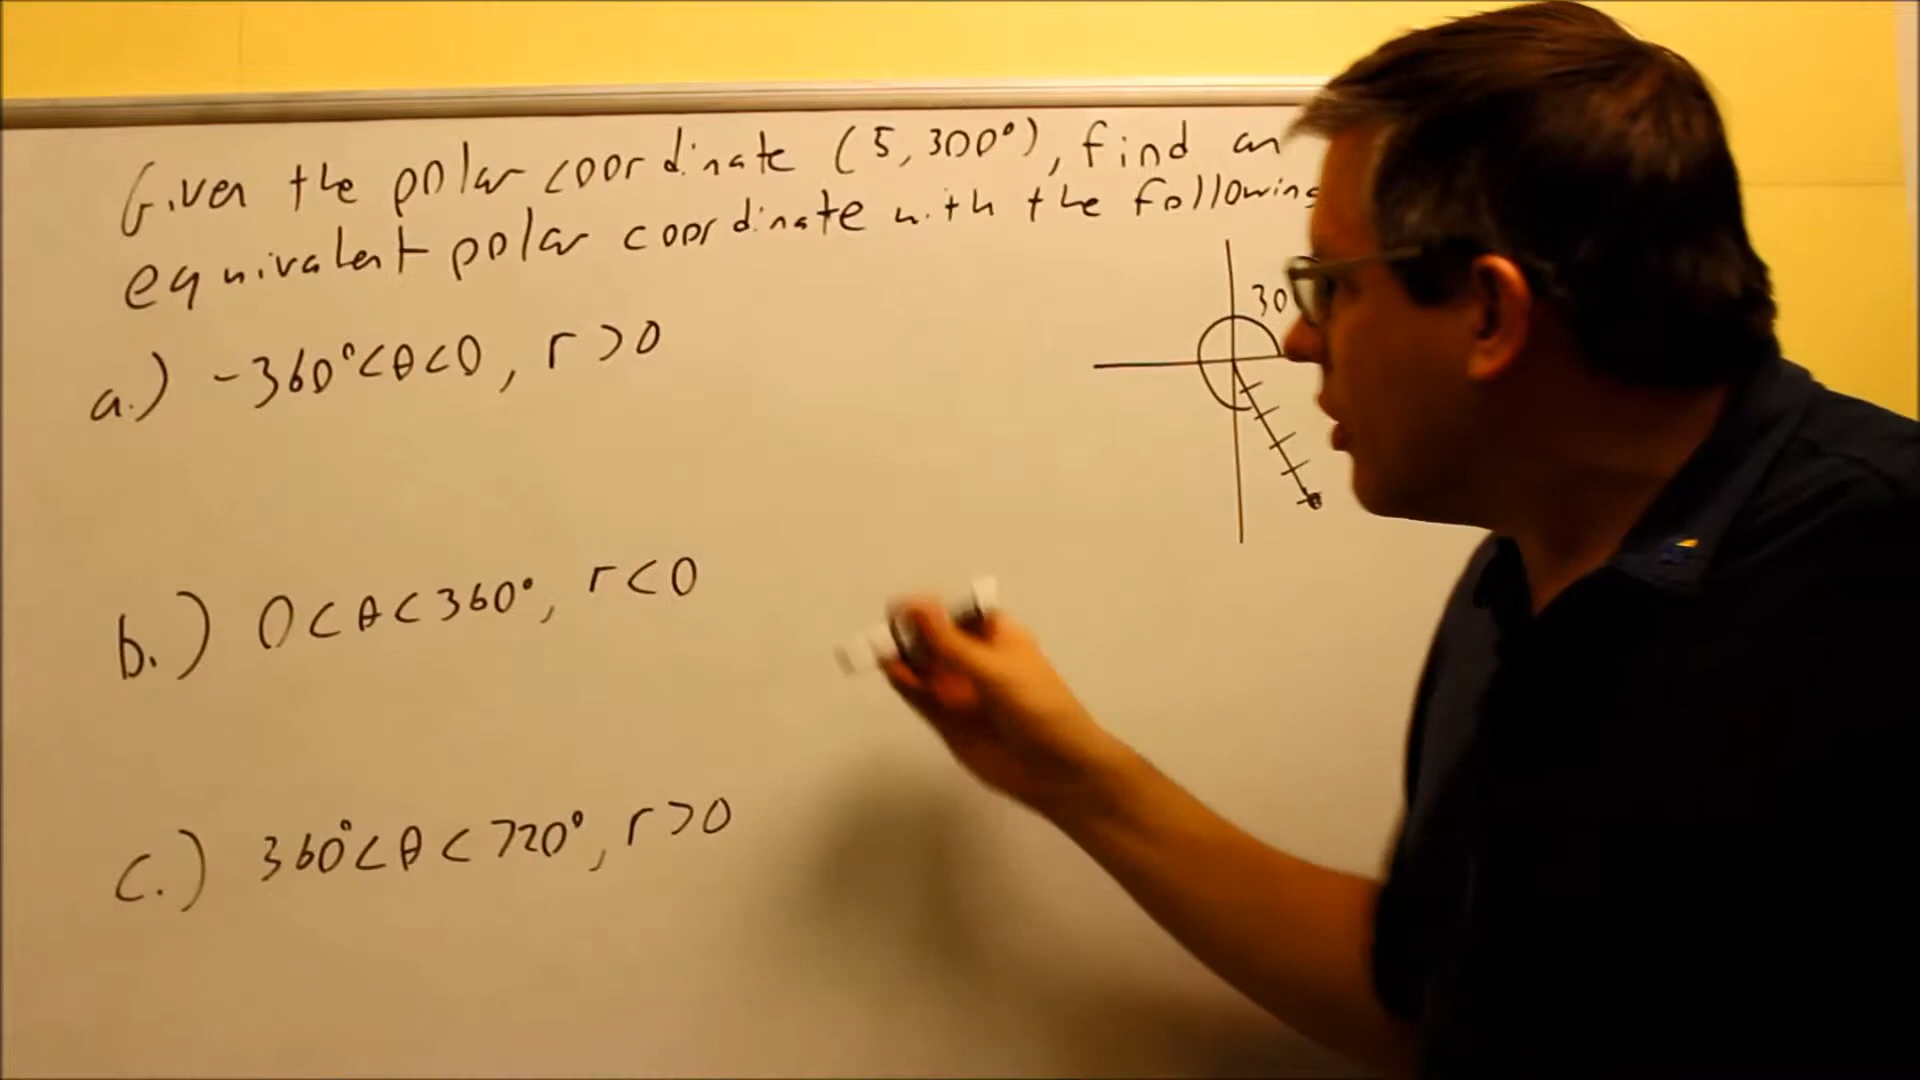 Given the polar coordinate (5, 300°), find an
equivalent polar coordinate with the following
30
a.) -360°<θ<0, r>0
b.) 0<θ<360°, r<0
c.) 360°<θ<720°, r>0